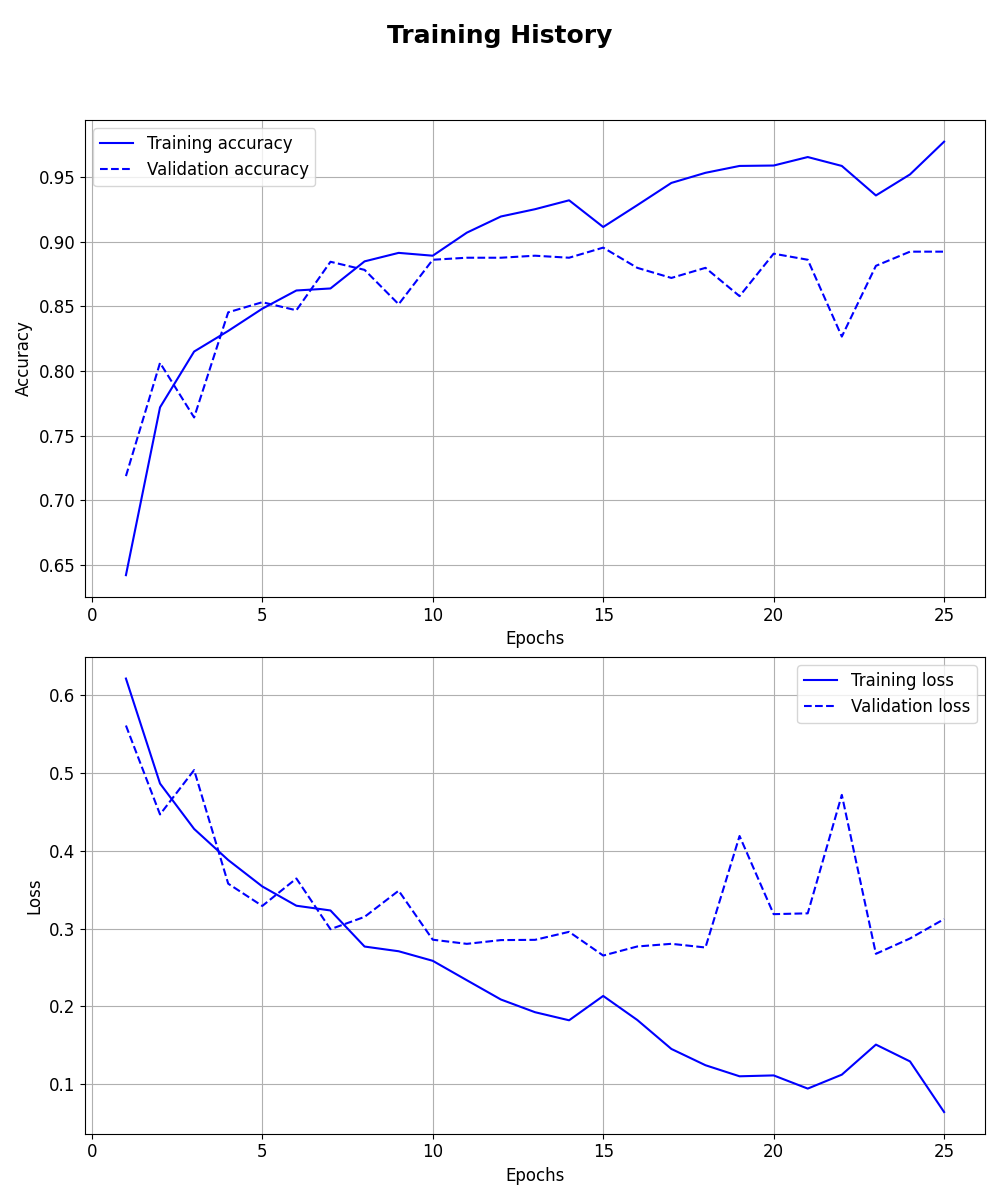 Training History
Training accuracy
Validation accuracy
0.95
0.90
0.85
0.80
0.75
0.70
0.65
Accuracy
0 5 10 15 20 25
Epochs
Training loss
Validation loss
0.6
0.5
0.4
0.3
0.2
0.1
Loss
0 5 10 15 20 25
Epochs